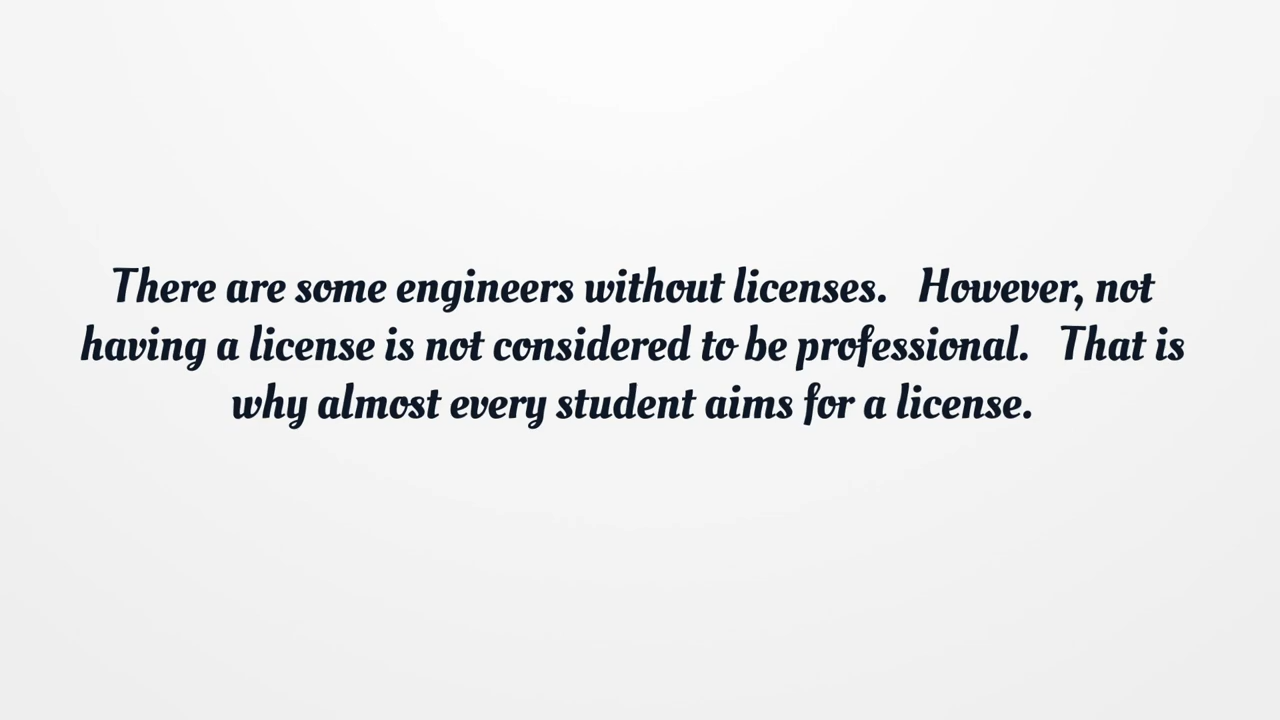 There are some engineers without licenses.   However, not
having a license is not considered to be professional.   That is
why almost every student aims for a license.